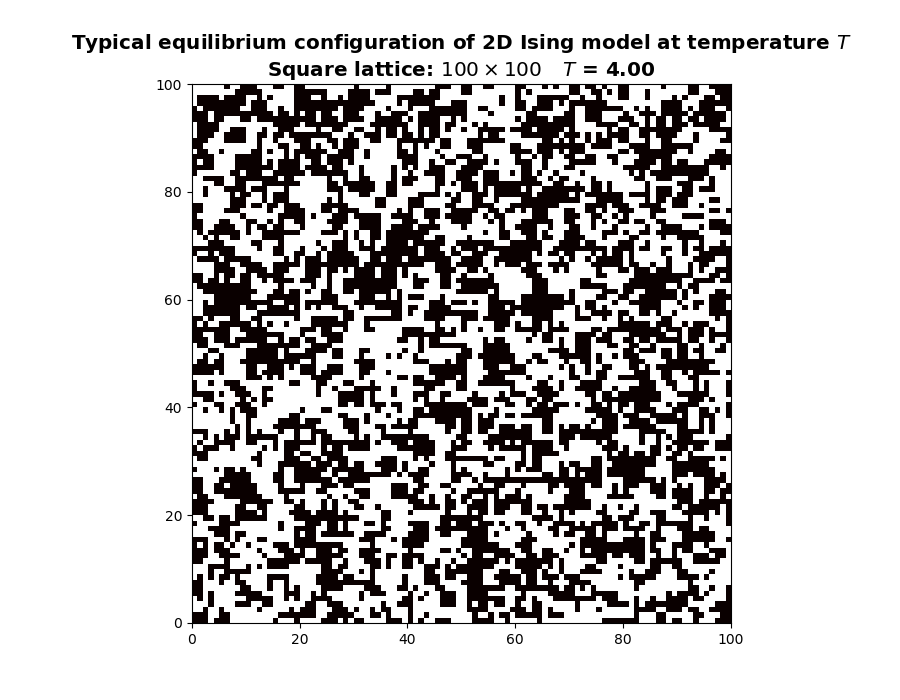 Typical equilibrium configuration of 2D Ising model at temperature T
Square lattice: 100 × 100 T = 4.00
100
80
60
40
20
0
0 20 40 60 80 100